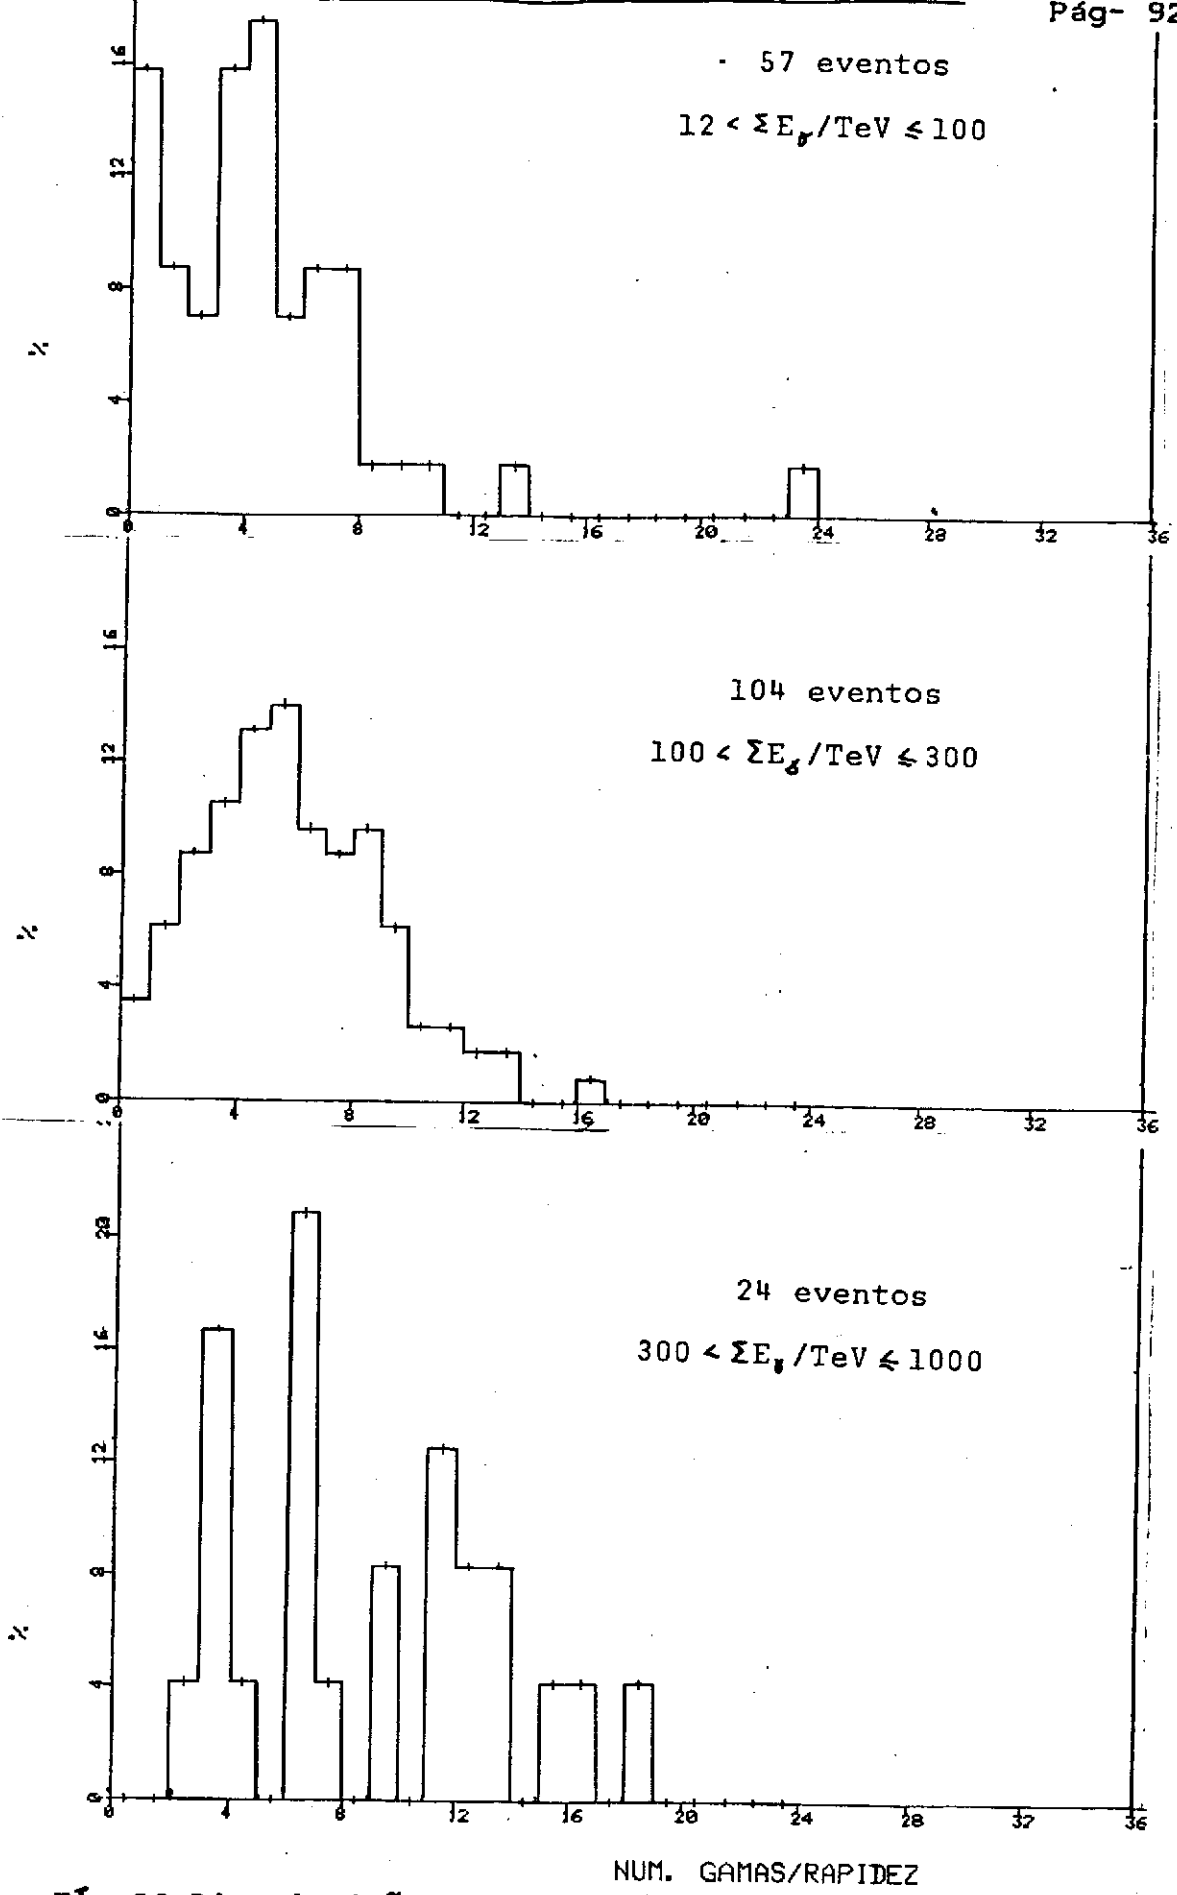 Pág- 92
57 eventos
12 < ΣEγ/TeV ≤ 100
16
12
8
4
0
%
0 4 8 12 16 20 24 28 32 36
104 eventos
100 < ΣEγ/TeV ≤ 300
16
12
8
4
0
%
0 4 8 12 16 20 24 28 32 36
24 eventos
300 < ΣEγ/TeV ≤ 1000
20
16
12
8
4
0
%
0 4 8 12 16 20 24 28 32 36
NUM. GAMAS/RAPIDEZ